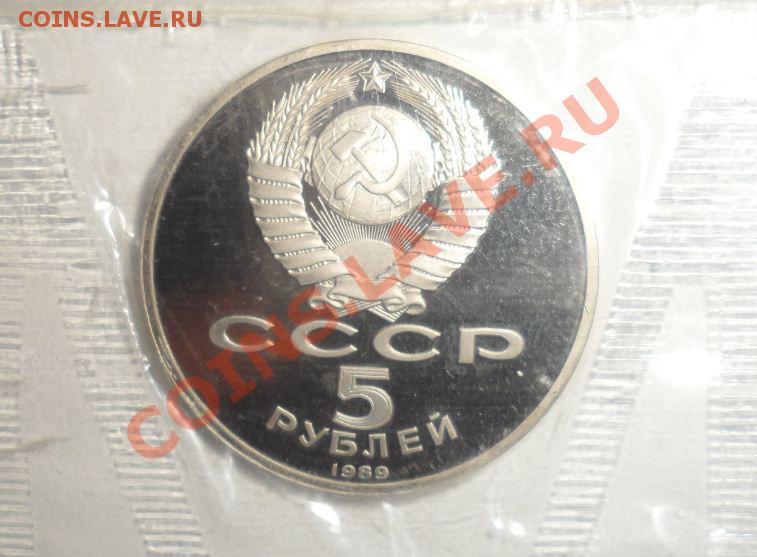 COINS.LAVE.RU
COINS.LAVE.RU
СССР
5
РУБЛЕЙ
1989